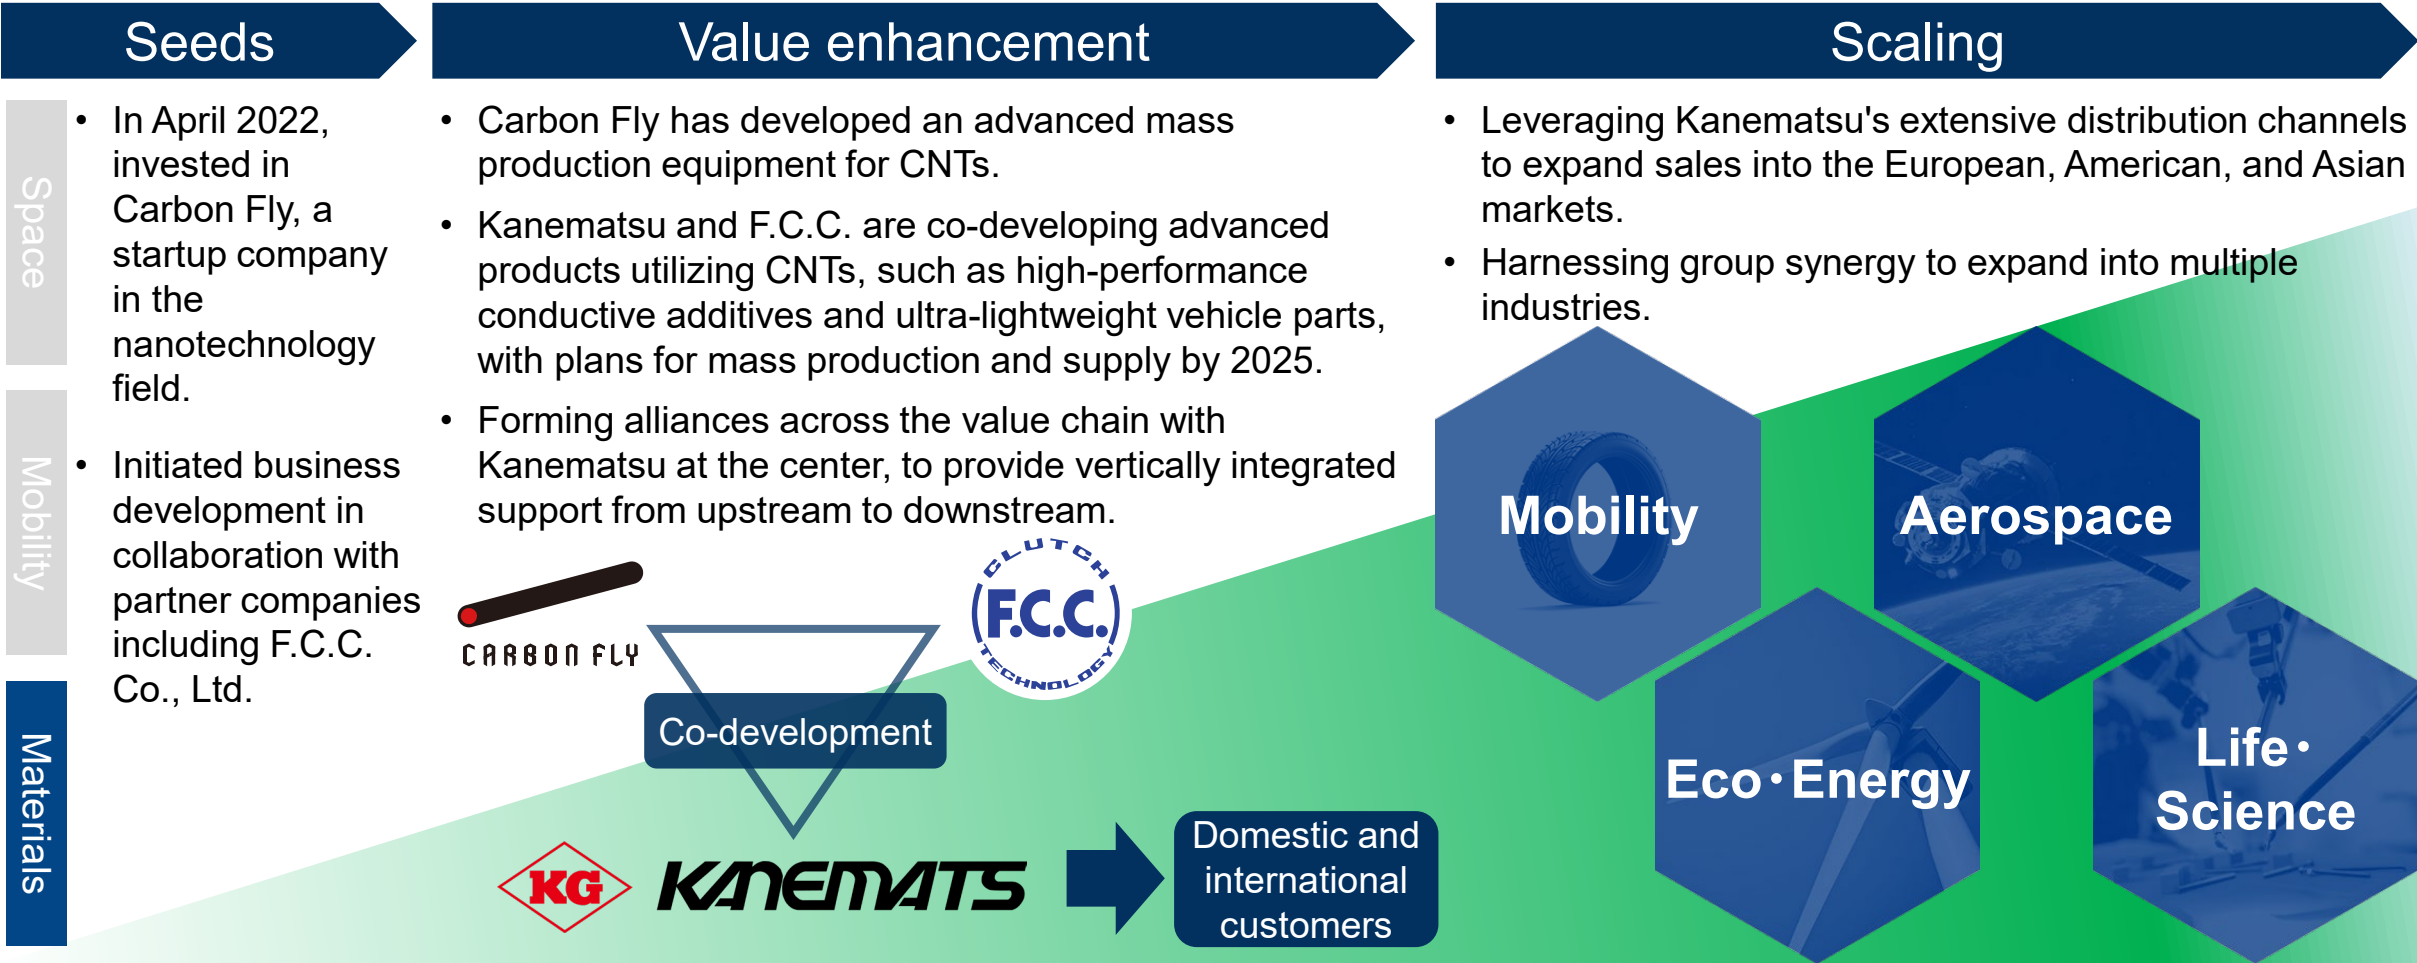 Seeds
Value enhancement
Scaling
Space
Mobility
Materials
• In April 2022,
invested in
Carbon Fly, a
startup company
in the
nanotechnology
field.
• Initiated business
development in
collaboration with
partner companies
including F.C.C.
Co., Ltd.
• Carbon Fly has developed an advanced mass
production equipment for CNTs.
• Kanematsu and F.C.C. are co-developing advanced
products utilizing CNTs, such as high-performance
conductive additives and ultra-lightweight vehicle parts,
with plans for mass production and supply by 2025.
• Forming alliances across the value chain with
Kanematsu at the center, to provide vertically integrated
support from upstream to downstream.
CARBON FLY
CLUTCH
F.C.C.
TECHNOLOGY
Co-development
KG
KANEMATS
Domestic and
international
customers
• Leveraging Kanematsu's extensive distribution channels
to expand sales into the European, American, and Asian
markets.
• Harnessing group synergy to expand into multiple
industries.
Mobility
Aerospace
Eco・Energy
Life・
Science